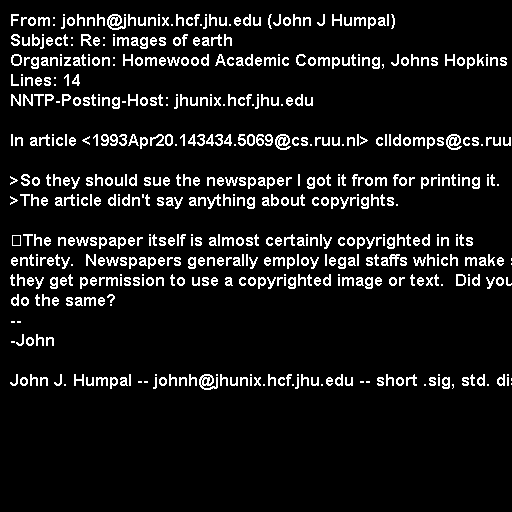 From: johnh@jhunix.hcf.jhu.edu (John J Humpal)
Subject: Re: images of earth
Organization: Homewood Academic Computing, Johns Hopkins
Lines: 14
NNTP-Posting-Host: jhunix.hcf.jhu.edu
In article <1993Apr20.143434.5069@cs.ruu.nl> clldomps@cs.ruu
>So they should sue the newspaper I got it from for printing it.
>The article didn't say anything about copyrights.
The newspaper itself is almost certainly copyrighted in its
entirety.  Newspapers generally employ legal staffs which make
they get permission to use a copyrighted image or text.  Did you
do the same?
--
-John
John J. Humpal -- johnh@jhunix.hcf.jhu.edu -- short .sig, std.